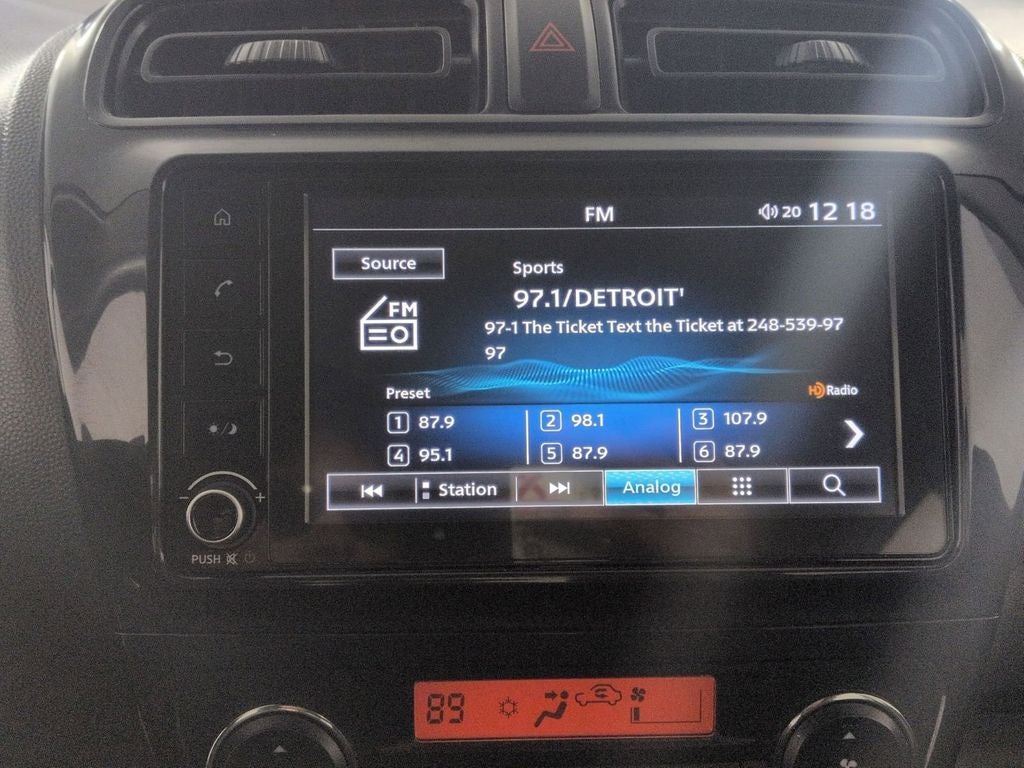 FM
20 12 18
Source
Sports
97.1/DETROIT'
FM
97-1 The Ticket Text the Ticket at 248-539-97
97
Preset
HD Radio
1 87.9
2 98.1
3 107.9
4 95.1
5 87.9
6 87.9
Station
Analog
- +
PUSH
89